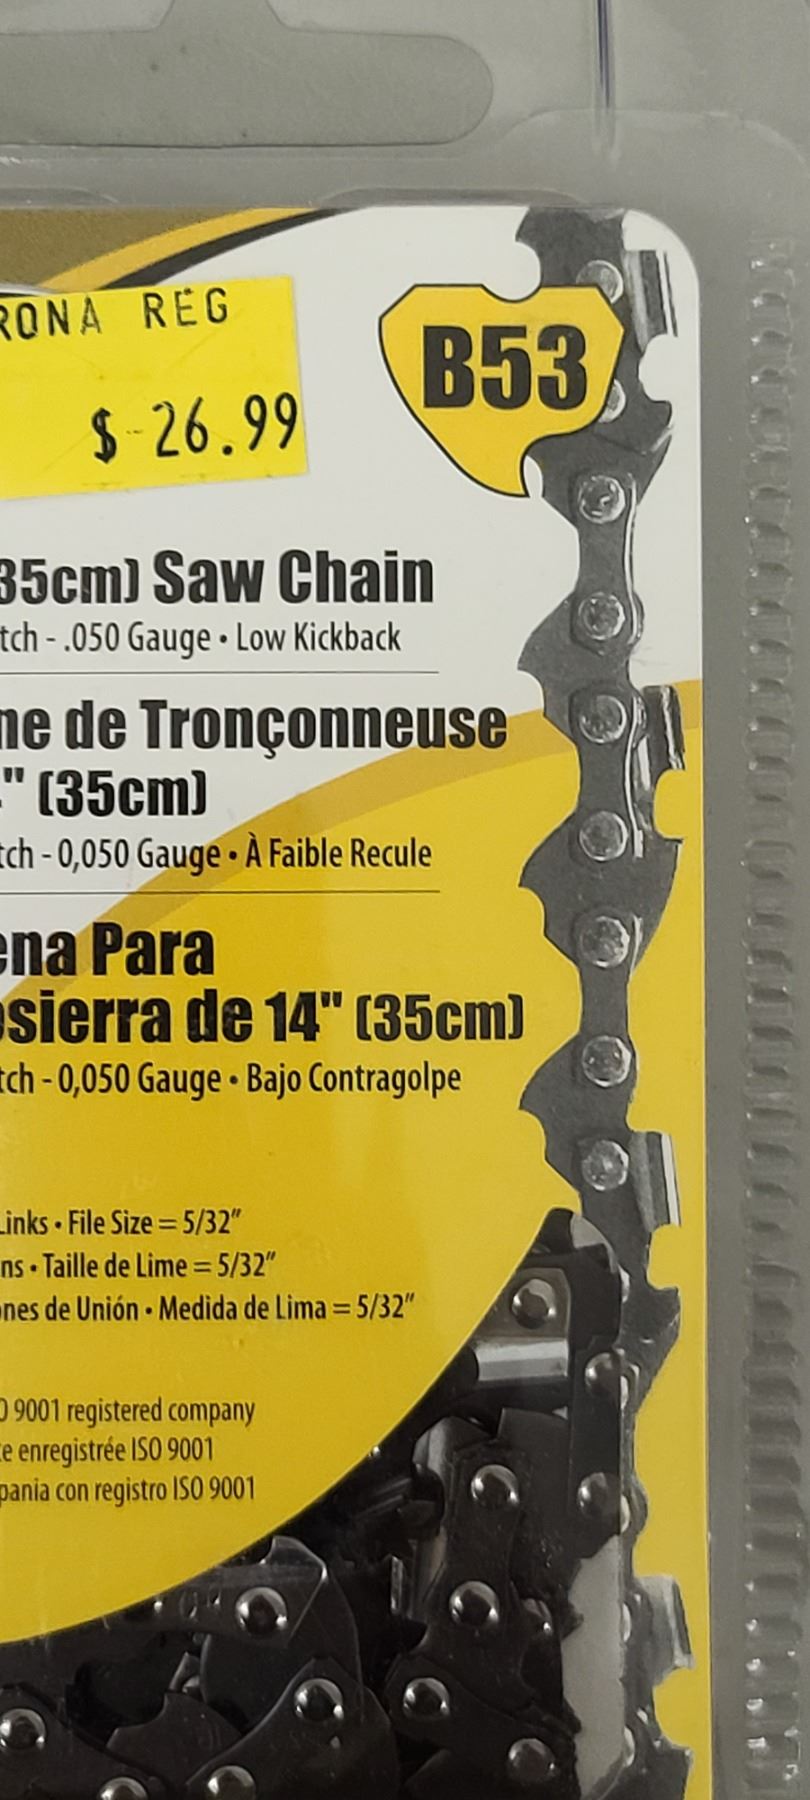 RONA REG
$ 26.99
B53
35cm) Saw Chain
tch - .050 Gauge • Low Kickback
ne de Tronçonneuse
" (35cm)
tch - 0,050 Gauge • À Faible Recule
ena Para
osierra de 14" (35cm)
tch - 0,050 Gauge • Bajo Contragolpe
Links • File Size = 5/32"
ns • Taille de Lime = 5/32"
ones de Unión • Medida de Lima = 5/32"
O 9001 registered company
te enregistrée ISO 9001
pania con registro ISO 9001